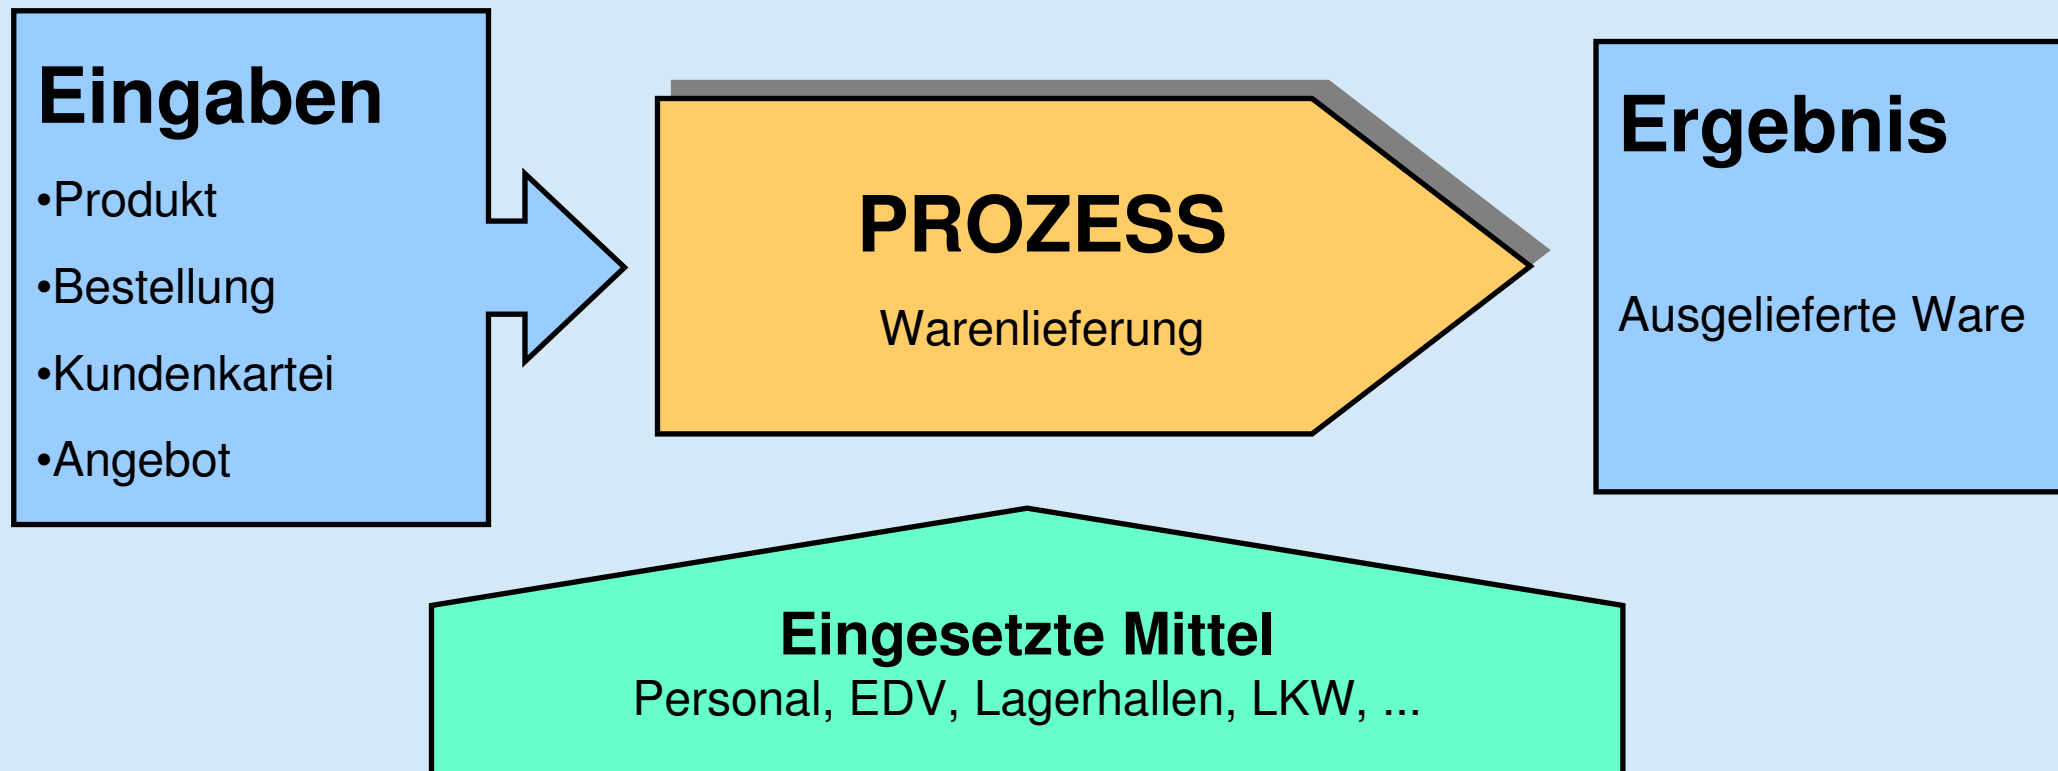 Eingaben
•Produkt
•Bestellung
•Kundenkartei
•Angebot
PROZESS
Warenlieferung
Ergebnis
Ausgelieferte Ware
Eingesetzte Mittel
Personal, EDV, Lagerhallen, LKW, ...